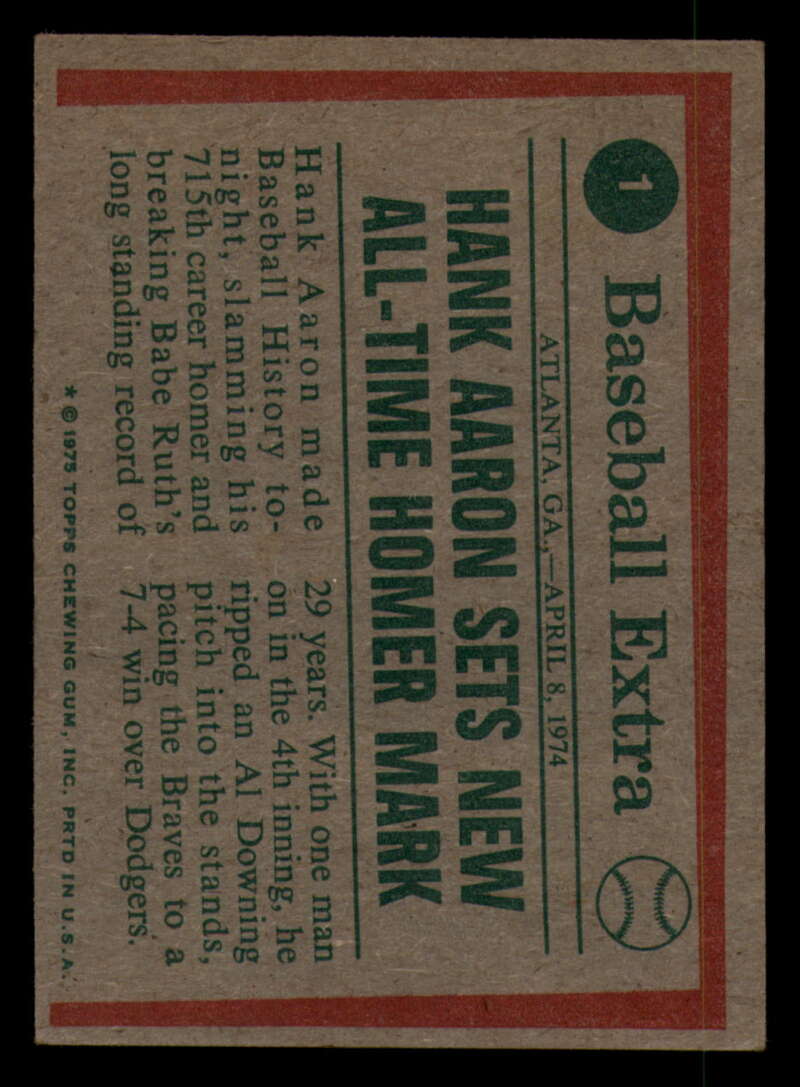 1 Baseball Extra
ATLANTA, GA.,—APRIL 8, 1974
HANK AARON SETS NEW
ALL-TIME HOMER MARK
Hank Aaron made
Baseball History to-
night, slamming his
715th career homer and
breaking Babe Ruth's
long standing record of
29 years. With one man
on in the 4th inning, he
ripped an Al Downing
pitch into the stands,
pacing the Braves to a
7-4 win over Dodgers.
* © 1975 TOPPS CHEWING GUM, INC. PRTD IN U.S.A.